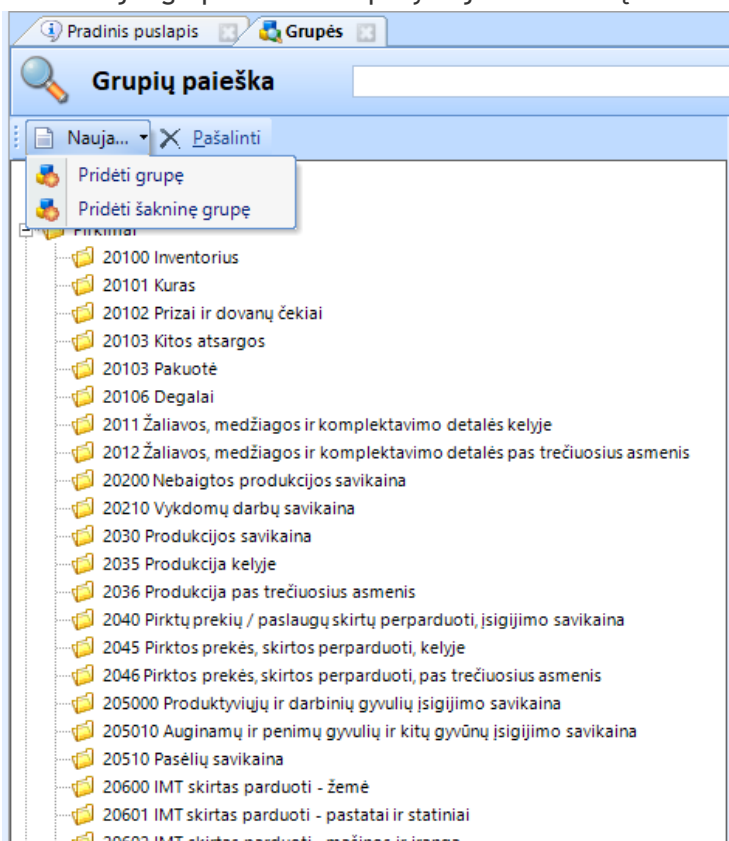 Pradinis puslapis
Grupės
Grupių paieška
Nauja... Pašalinti
Pridėti grupę
Pridėti šakninę grupę
Pirkimai
20100 Inventorius
20101 Kuras
20102 Prizai ir dovanų čekiai
20103 Kitos atsargos
20103 Pakuotė
20106 Degalai
2011 Žaliavos, medžiagos ir komplektavimo detalės kelyje
2012 Žaliavos, medžiagos ir komplektavimo detalės pas trečiuosius asmenis
20200 Nebaigtos produkcijos savikaina
20210 Vykdomų darbų savikaina
2030 Produkcijos savikaina
2035 Produkcija kelyje
2036 Produkcija pas trečiuosius asmenis
2040 Pirktų prekių / paslaugų skirtų perparduoti, įsigijimo savikaina
2045 Pirktos prekės, skirtos perparduoti, kelyje
2046 Pirktos prekės, skirtos perparduoti, pas trečiuosius asmenis
205000 Produktyviųjų ir darbinių gyvulių įsigijimo savikaina
205010 Auginamų ir penimų gyvulių ir kitų gyvūnų įsigijimo savikaina
20510 Pasėlių savikaina
20600 IMT skirtas parduoti - žemė
20601 IMT skirtas parduoti - pastatai ir statiniai